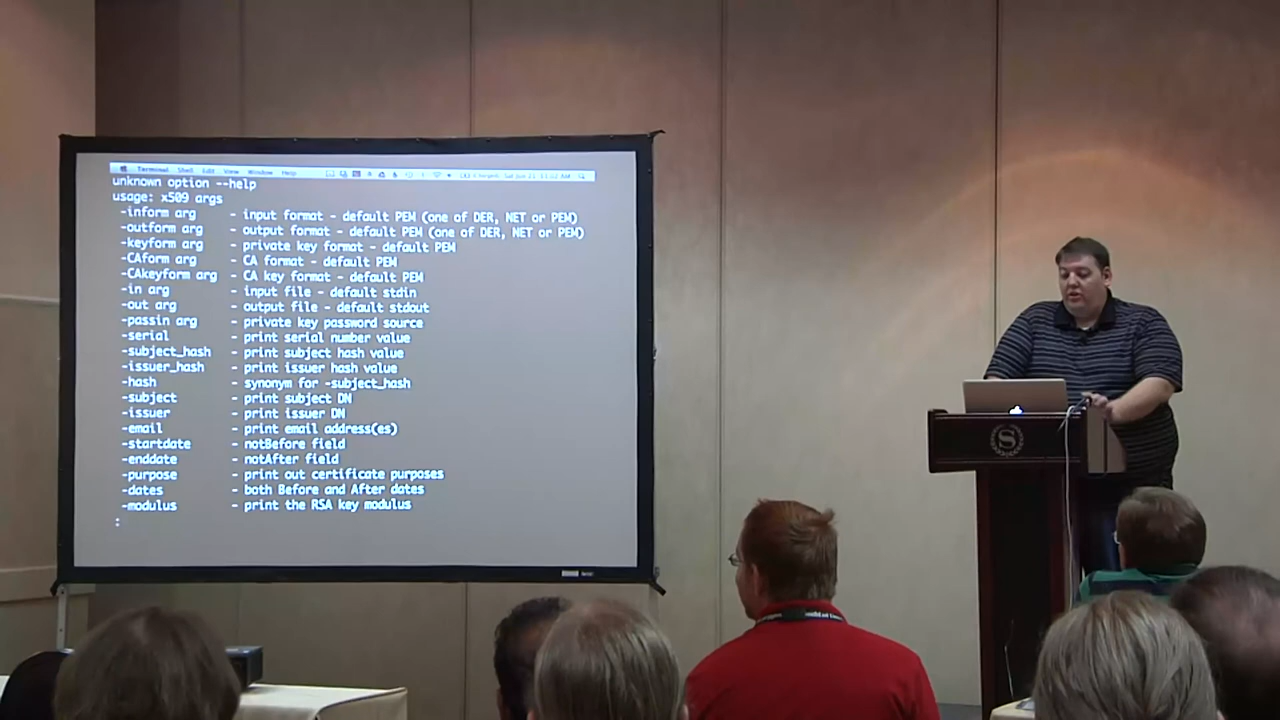 Terminal Shell Edit View Window Help
unknown option --help
usage: x509 args
-inform arg - input format - default PEM (one of DER, NET or PEM)
-outform arg - output format - default PEM (one of DER, NET or PEM)
-keyform arg - private key format - default PEM
-CAform arg - CA format - default PEM
-CAkeyform arg - CA key format - default PEM
-in arg - input file - default stdin
-out arg - output file - default stdout
-passin arg - private key password source
-serial - print serial number value
-subject_hash - print subject hash value
-issuer_hash - print issuer hash value
-hash - synonym for -subject_hash
-subject - print subject DN
-issuer - print issuer DN
-email - print email address(es)
-startdate - notBefore field
-enddate - notAfter field
-purpose - print out certificate purposes
-dates - both Before and After dates
-modulus - print the RSA key modulus
:
S